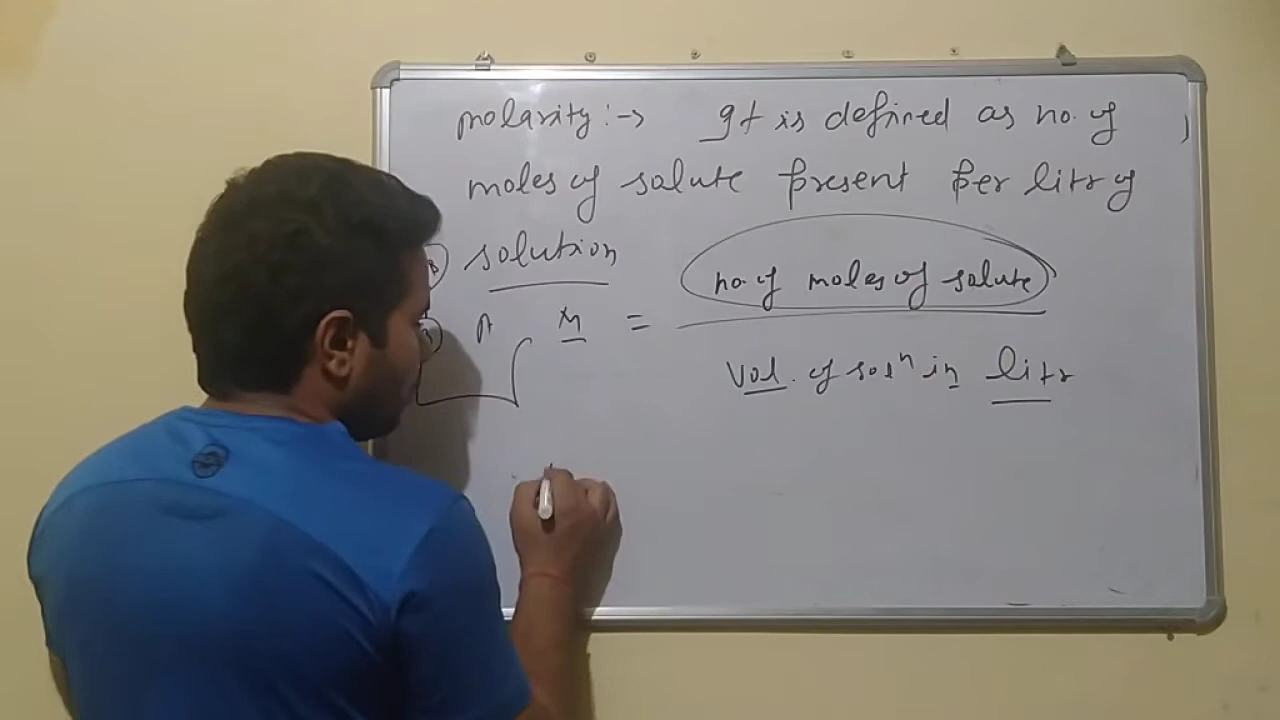 Molarity :→ It is defined as no. of
moles of solute present per litr of
B solution
no. of moles of solute
A M =
Vol. of solⁿ in litr